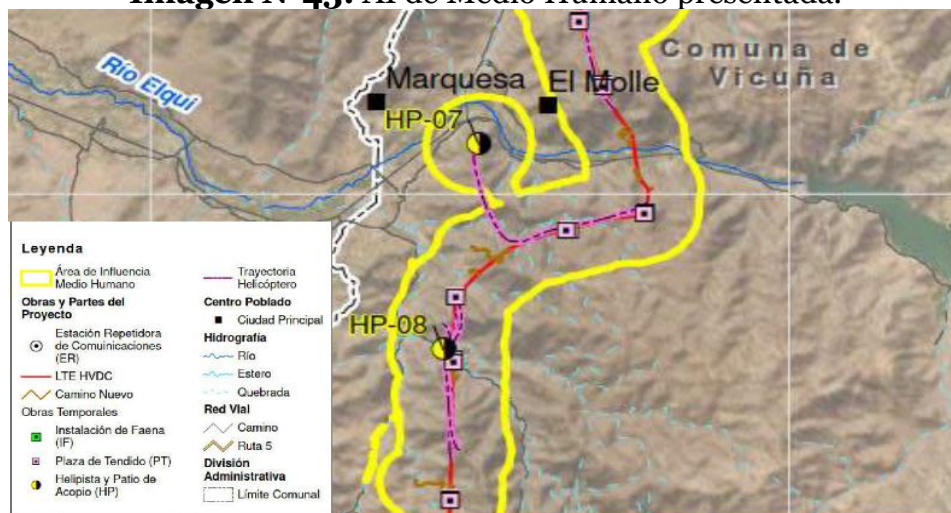 Imagen N°43: AI de Medio Humano presentada.
Río Elqui
Marquesa
El Molle
Comuna de
Vicuña
HP-07
HP-08
Leyenda
Área de Influencia
Medio Humano
Obras y Partes del
Proyecto
Estación Repetidora
de Comuinicaciones
(ER)
LTE HVDC
Camino Nuevo
Obras Temporales
Instalación de Faena
(IF)
Plaza de Tendido (PT)
Helipista y Patio de
Acopio (HP)
Trayectoria
Helicóptero
Centro Poblado
Ciudad Principal
Hidrografía
Río
Estero
Quebrada
Red Vial
Camino
Ruta 5
División
Administrativa
Límite Comunal